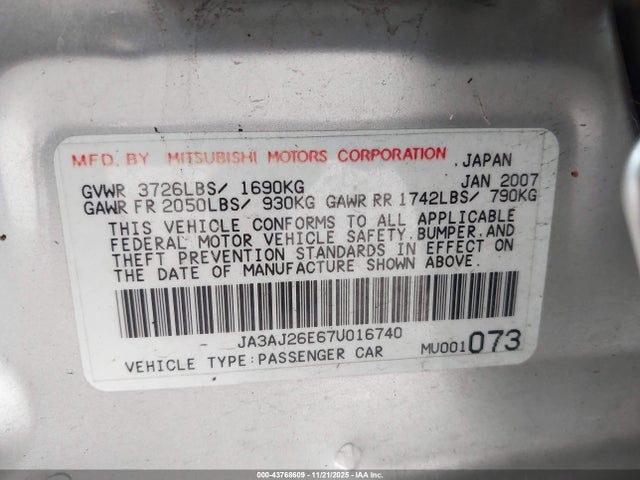 MFD. BY MITSUBISHI MOTORS CORPORATION . JAPAN
GVWR 3726LBS/ 1690KG JAN 2007
GAWR FR 2050LBS/ 930KG GAWR RR 1742LBS/ 790KG
THIS VEHICLE CONFORMS TO ALL APPLICABLE
FEDERAL MOTOR VEHICLE SAFETY.BUMPER.AND
THEFT PREVENTION STANDARDS IN EFFECT ON
THE DATE OF MANUFACTURE SHOWN ABOVE.
JA3AJ26E67U016740
VEHICLE TYPE:PASSENGER CAR MU001 073
000-43768609 - 11/21/2025 - IAA Inc.